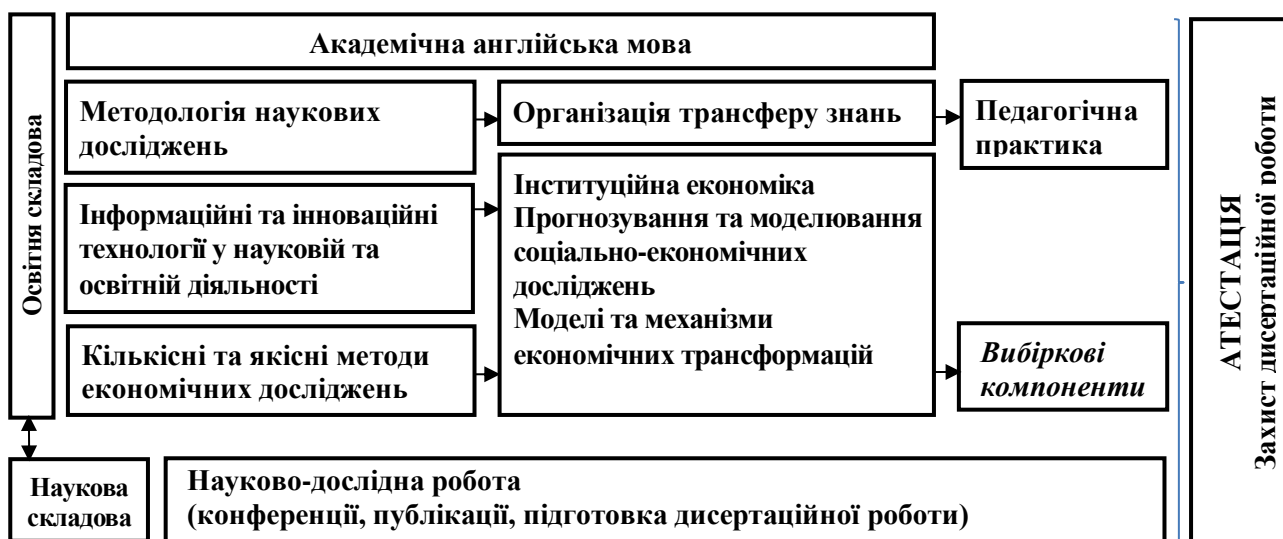 Освітня складова
Академічна англійська мова
Методологія наукових
досліджень
Організація трансферу знань
Педагогічна
практика
Інформаційні та інноваційні
технології у науковій та
освітній діяльності
Інституційна економіка
Прогнозування та моделювання
соціально-економічних
досліджень
Моделі та механізми
економічних трансформацій
Кількісні та якісні методи
економічних досліджень
Вибіркові
компоненти
Наукова
складова
Науково-дослідна робота
(конференції, публікації, підготовка дисертаційної роботи)
АТЕСТАЦІЯ
Захист дисертаційної роботи